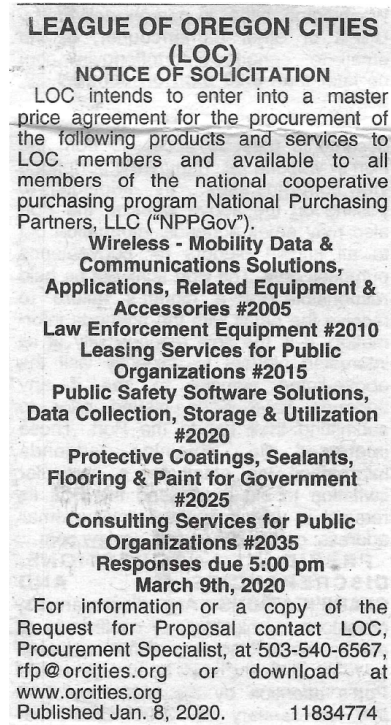 LEAGUE OF OREGON CITIES
(LOC)
NOTICE OF SOLICITATION
LOC intends to enter into a master
price agreement for the procurement of
the following products and services to
LOC members and available to all
members of the national cooperative
purchasing program National Purchasing
Partners, LLC ("NPPGov").
Wireless - Mobility Data &
Communications Solutions,
Applications, Related Equipment &
Accessories #2005
Law Enforcement Equipment #2010
Leasing Services for Public
Organizations #2015
Public Safety Software Solutions,
Data Collection, Storage & Utilization
#2020
Protective Coatings, Sealants,
Flooring & Paint for Government
#2025
Consulting Services for Public
Organizations #2035
Responses due 5:00 pm
March 9th, 2020
For information or a copy of the
Request for Proposal contact LOC,
Procurement Specialist, at 503-540-6567,
rfp@orcities.org or download at
www.orcities.org
Published Jan. 8, 2020. 11834774